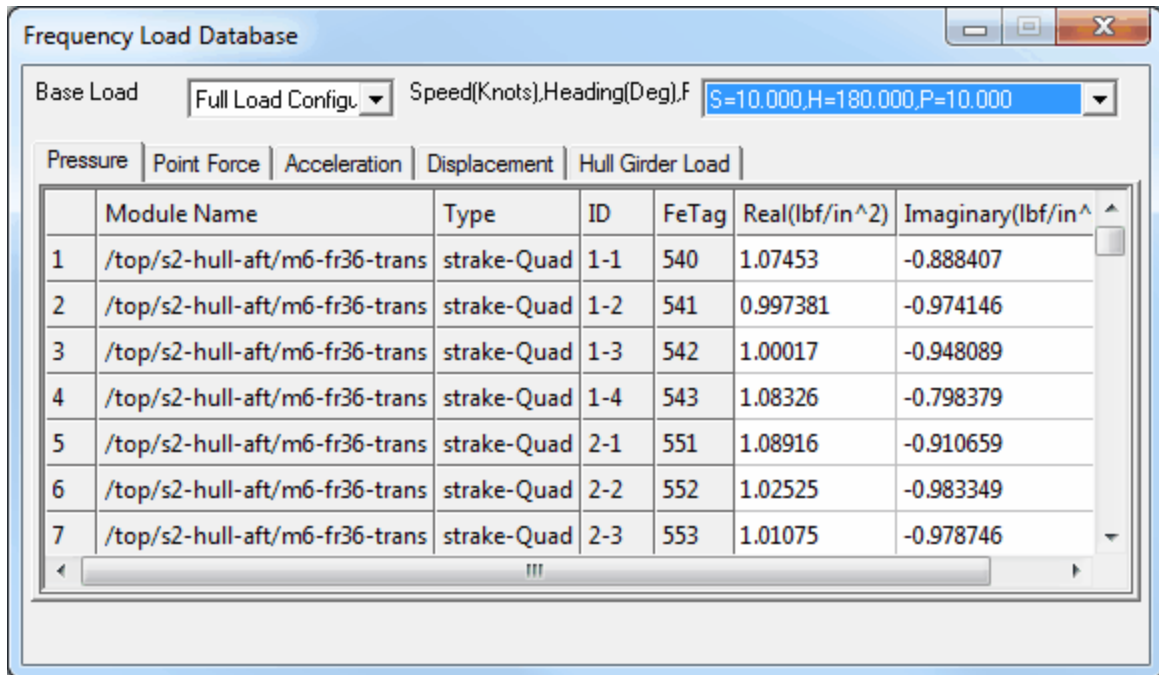 Frequency Load Database
Base Load Full Load Configu Speed(Knots),Heading(Deg),F S=10.000,H=180.000,P=10.000
Pressure Point Force Acceleration Displacement Hull Girder Load
Module Name Type ID FeTag Real(lbf/in^2) Imaginary(lbf/in^
1 /top/s2-hull-aft/m6-fr36-trans strake-Quad 1-1 540 1.07453 -0.888407
2 /top/s2-hull-aft/m6-fr36-trans strake-Quad 1-2 541 0.997381 -0.974146
3 /top/s2-hull-aft/m6-fr36-trans strake-Quad 1-3 542 1.00017 -0.948089
4 /top/s2-hull-aft/m6-fr36-trans strake-Quad 1-4 543 1.08326 -0.798379
5 /top/s2-hull-aft/m6-fr36-trans strake-Quad 2-1 551 1.08916 -0.910659
6 /top/s2-hull-aft/m6-fr36-trans strake-Quad 2-2 552 1.02525 -0.983349
7 /top/s2-hull-aft/m6-fr36-trans strake-Quad 2-3 553 1.01075 -0.978746